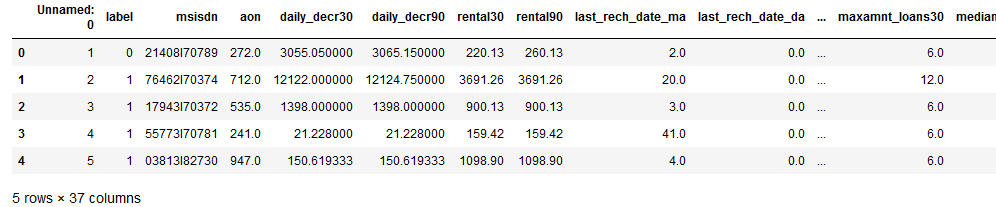 Unnamed: 0 label msisdn aon daily_decr30 daily_decr90 rental30 rental90 last_rech_date_ma last_rech_date_da ... maxamnt_loans30 median
0 1 0 21408I70789 272.0 3055.050000 3065.150000 220.13 260.13 2.0 0.0 ... 6.0
1 2 1 76462I70374 712.0 12122.000000 12124.750000 3691.26 3691.26 20.0 0.0 ... 12.0
2 3 1 17943I70372 535.0 1398.000000 1398.000000 900.13 900.13 3.0 0.0 ... 6.0
3 4 1 55773I70781 241.0 21.228000 21.228000 159.42 159.42 41.0 0.0 ... 6.0
4 5 1 03813I82730 947.0 150.619333 150.619333 1098.90 1098.90 4.0 0.0 ... 6.0
5 rows × 37 columns